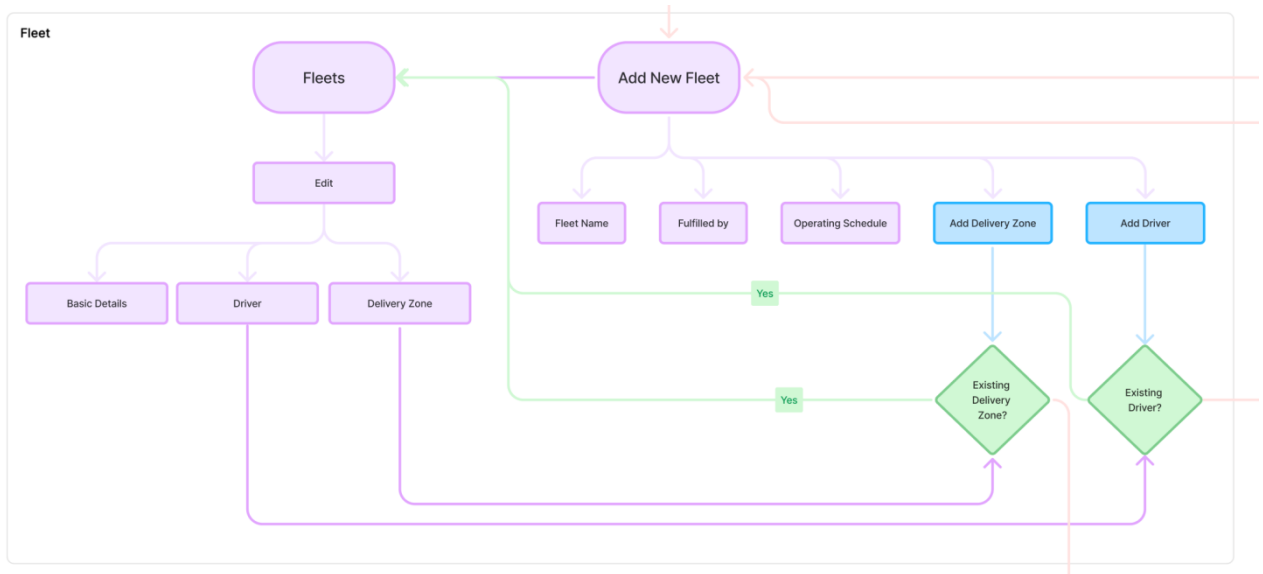 Fleet
Fleets
Add New Fleet
Edit
Fleet Name
Fulfilled by
Operating Schedule
Add Delivery Zone
Add Driver
Basic Details
Driver
Delivery Zone
Yes
Yes
Existing
Delivery
Zone?
Existing
Driver?